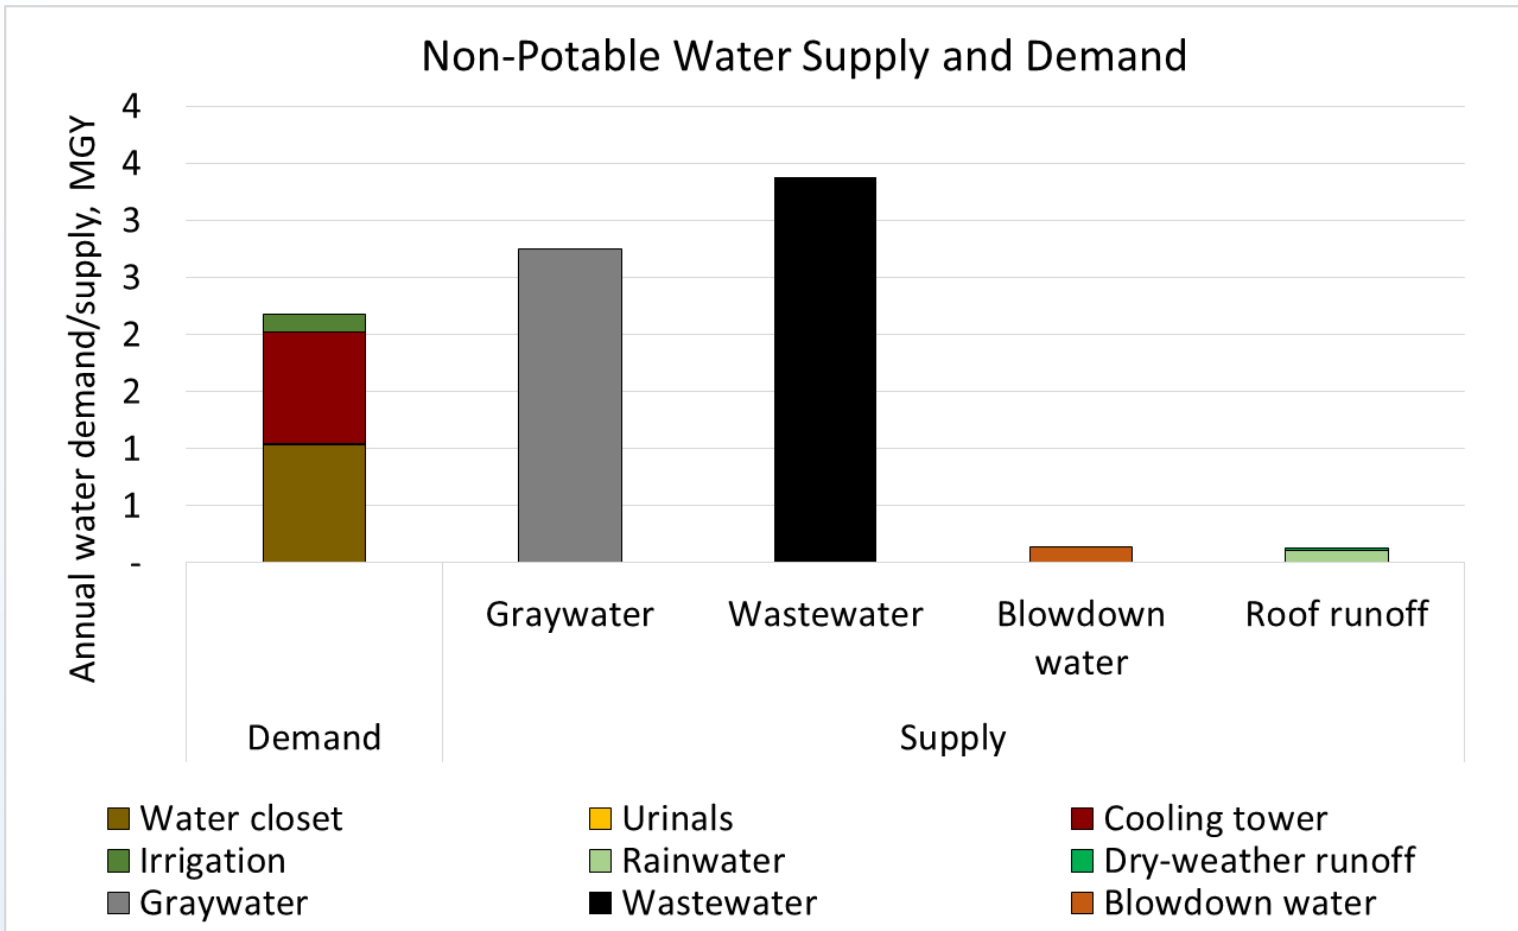 Non-Potable Water Supply and Demand
Annual water demand/supply, MGY
4
4
3
3
2
2
1
1
-
Graywater
Wastewater
Blowdown
water
Roof runoff
Demand
Supply
Water closet
Urinals
Cooling tower
Irrigation
Rainwater
Dry-weather runoff
Graywater
Wastewater
Blowdown water